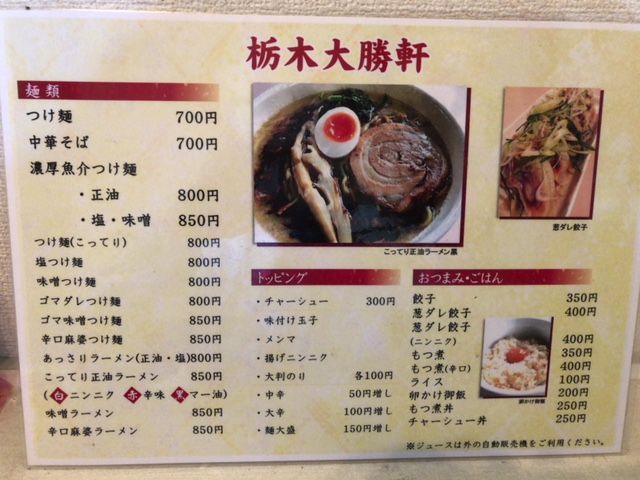 栃木大勝軒
麺類
つけ麺 700円
中華そば 700円
濃厚魚介つけ麺
・正油 800円
・塩・味噌 850円
つけ麺(こってり) 800円
塩つけ麺 800円
味噌つけ麺 800円
ゴマダレつけ麺 800円
ゴマ味噌つけ麺 850円
辛口麻婆つけ麺 850円
あっさりラーメン(正油・塩)800円
こってり正油ラーメン 850円
(白ニンニク 赤辛味 黒マー油)
味噌ラーメン 850円
辛口麻婆ラーメン 850円
こってり正油ラーメン黒
葱ダレ餃子
トッピング
・チャーシュー 300円
・味付け玉子
・メンマ
・揚げニンニク
・大判のり 各100円
・中辛 50円増し
・大辛 100円増し
・麺大盛 150円増し
おつまみ・ごはん
餃子 350円
葱ダレ餃子 400円
葱ダレ餃子
(ニンニク) 400円
もつ煮 350円
もつ煮(辛口) 400円
ライス 100円
卵かけ御飯 200円
もつ煮丼 250円
チャーシュー丼 250円
卵かけ御飯
※ジュースは外の自動販売機をご利用ください。